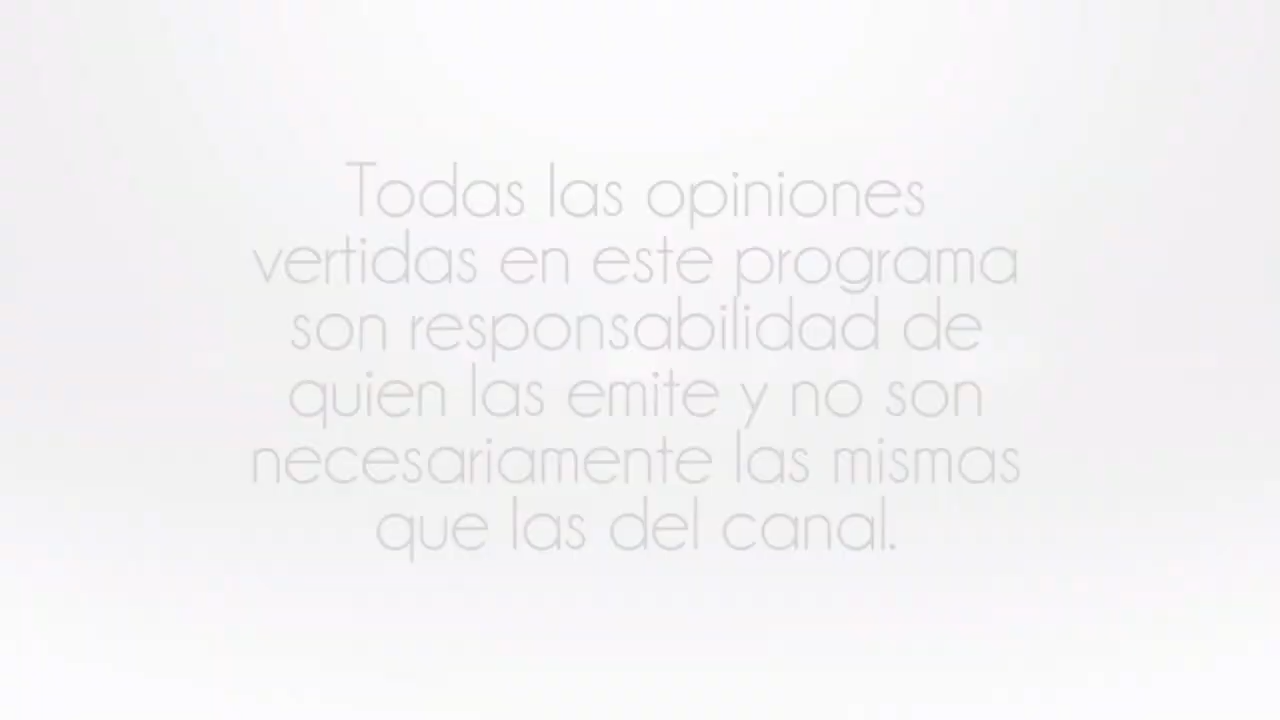 Todas las opiniones
vertidas en este programa
son responsabilidad de
quien las emite y no son
necesariamente las mismas
que las del canal.